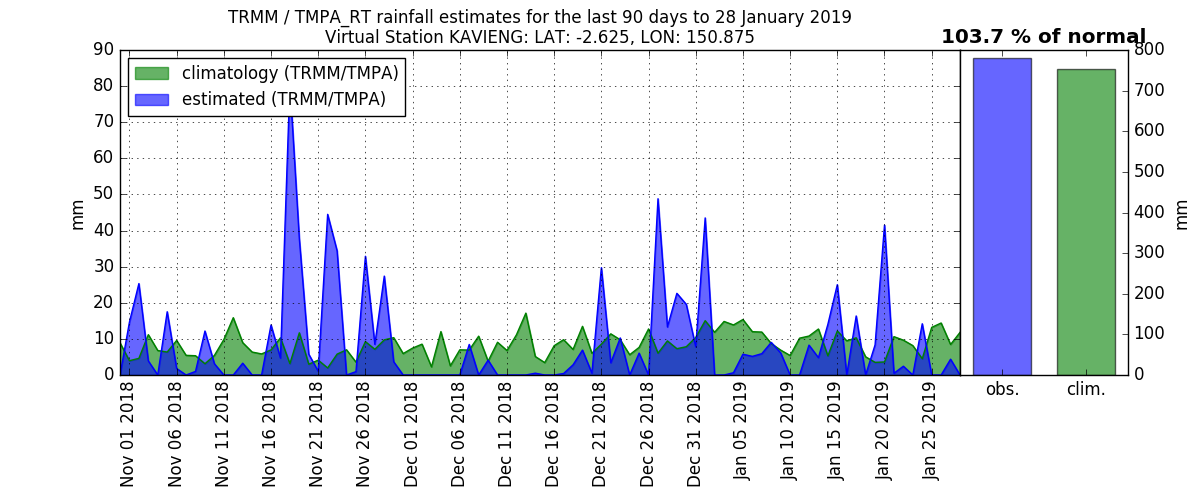 TRMM / TMPA_RT rainfall estimates for the last 90 days to 28 January 2019
Virtual Station KAVIENG: LAT: -2.625, LON: 150.875
103.7 % of normal
climatology (TRMM/TMPA)
estimated (TRMM/TMPA)
90
80
70
60
50
40
30
20
10
0
mm
Nov 01 2018
Nov 06 2018
Nov 11 2018
Nov 16 2018
Nov 21 2018
Nov 26 2018
Dec 01 2018
Dec 06 2018
Dec 11 2018
Dec 16 2018
Dec 21 2018
Dec 26 2018
Dec 31 2018
Jan 05 2019
Jan 10 2019
Jan 15 2019
Jan 20 2019
Jan 25 2019
obs.
clim.
800
700
600
500
400
300
200
100
0
mm